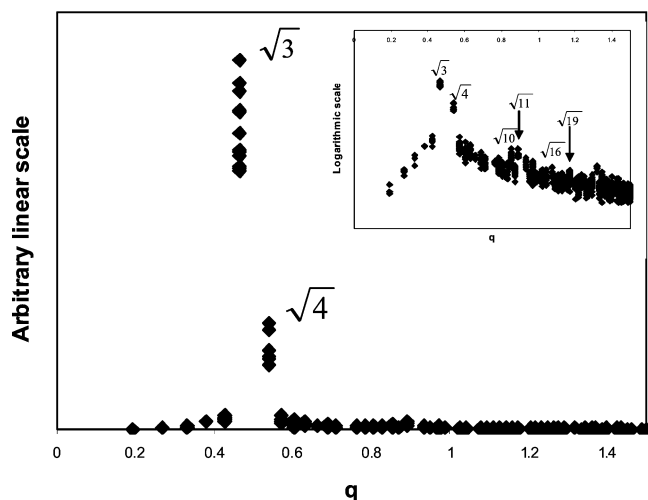 √3
√4
Arbitrary linear scale
0 0.2 0.4 0.6 0.8 1 1.2 1.4
q
0 0.2 0.4 0.6 0.8 1 1.2 1.4
√3
√4
√11
√10
√19
√16
Logarithmic scale
q